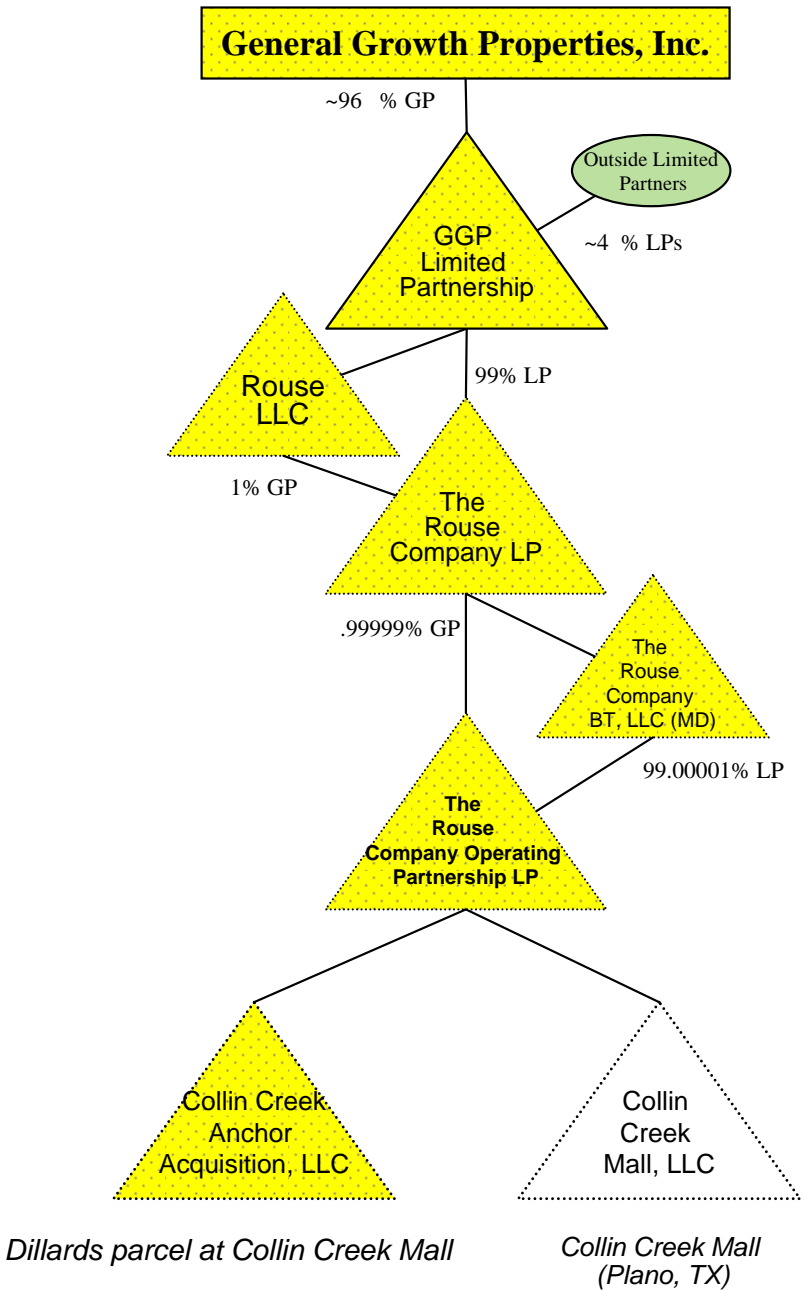 General Growth Properties, Inc.
~96 % GP
Outside Limited
Partners
~4 % LPs
GGP
Limited
Partnership
Rouse
LLC
99% LP
1% GP
The
Rouse
Company LP
.99999% GP
The
Rouse
Company
BT, LLC (MD)
99.00001% LP
The
Rouse
Company Operating
Partnership LP
Collin Creek
Anchor
Acquisition, LLC
Collin
Creek
Mall, LLC
Dillards parcel at Collin Creek Mall
Collin Creek Mall
(Plano, TX)